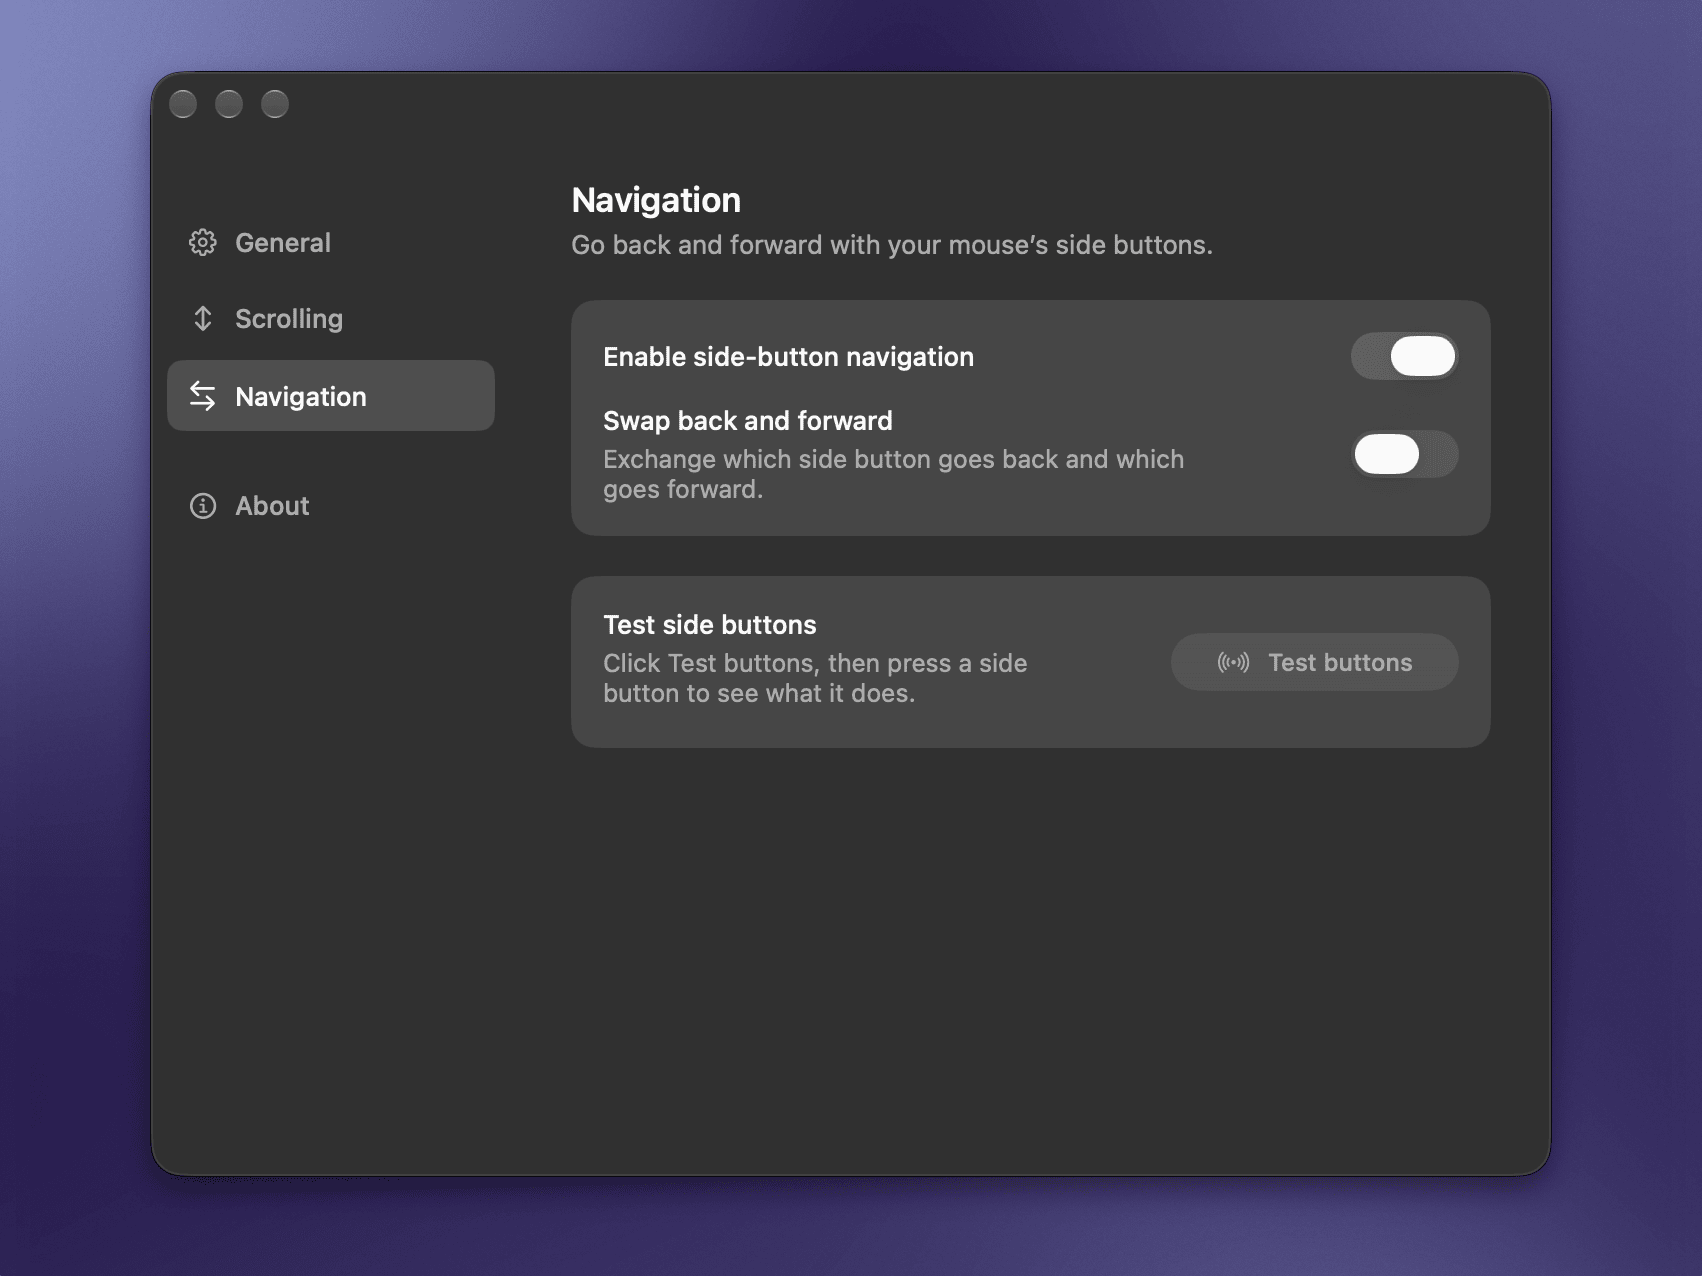 General
Scrolling
Navigation
About
Navigation
Go back and forward with your mouse’s side buttons.
Enable side-button navigation
Swap back and forward
Exchange which side button goes back and which
goes forward.
Test side buttons
Click Test buttons, then press a side
button to see what it does.
Test buttons